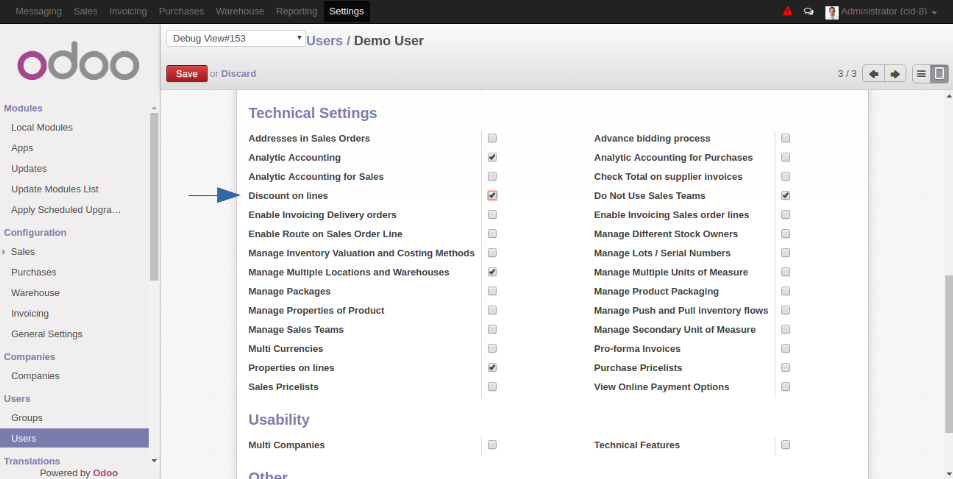 Messaging Sales Invoicing Purchases Warehouse Reporting Settings Administrator (cid-8)
odoo
Debug View#153 Users / Demo User
Save or Discard 3 / 3
Modules
Local Modules
Apps
Updates
Update Modules List
Apply Scheduled Upgra…
Configuration
Sales
Purchases
Warehouse
Invoicing
General Settings
Companies
Companies
Users
Groups
Users
Translations
Powered by Odoo
Technical Settings
Addresses in Sales Orders Advance bidding process
Analytic Accounting Analytic Accounting for Purchases
Analytic Accounting for Sales Check Total on supplier invoices
Discount on lines Do Not Use Sales Teams
Enable Invoicing Delivery orders Enable Invoicing Sales order lines
Enable Route on Sales Order Line Manage Different Stock Owners
Manage Inventory Valuation and Costing Methods Manage Lots / Serial Numbers
Manage Multiple Locations and Warehouses Manage Multiple Units of Measure
Manage Packages Manage Product Packaging
Manage Properties of Product Manage Push and Pull inventory flows
Manage Sales Teams Manage Secondary Unit of Measure
Multi Currencies Pro-forma Invoices
Properties on lines Purchase Pricelists
Sales Pricelists View Online Payment Options
Usability
Multi Companies Technical Features
Other